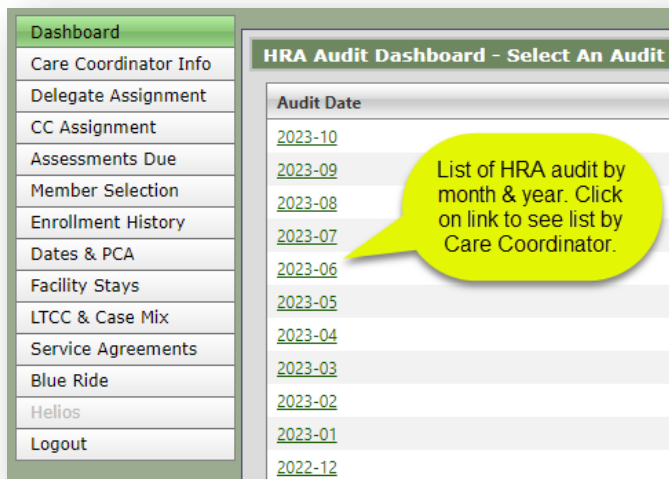 Dashboard
Care Coordinator Info
Delegate Assignment
CC Assignment
Assessments Due
Member Selection
Enrollment History
Dates & PCA
Facility Stays
LTCC & Case Mix
Service Agreements
Blue Ride
Helios
Logout
HRA Audit Dashboard - Select An Audit
Audit Date
2023-10
2023-09
2023-08
2023-07
2023-06
2023-05
2023-04
2023-03
2023-02
2023-01
2022-12
List of HRA audit by
month & year. Click
on link to see list by
Care Coordinator.